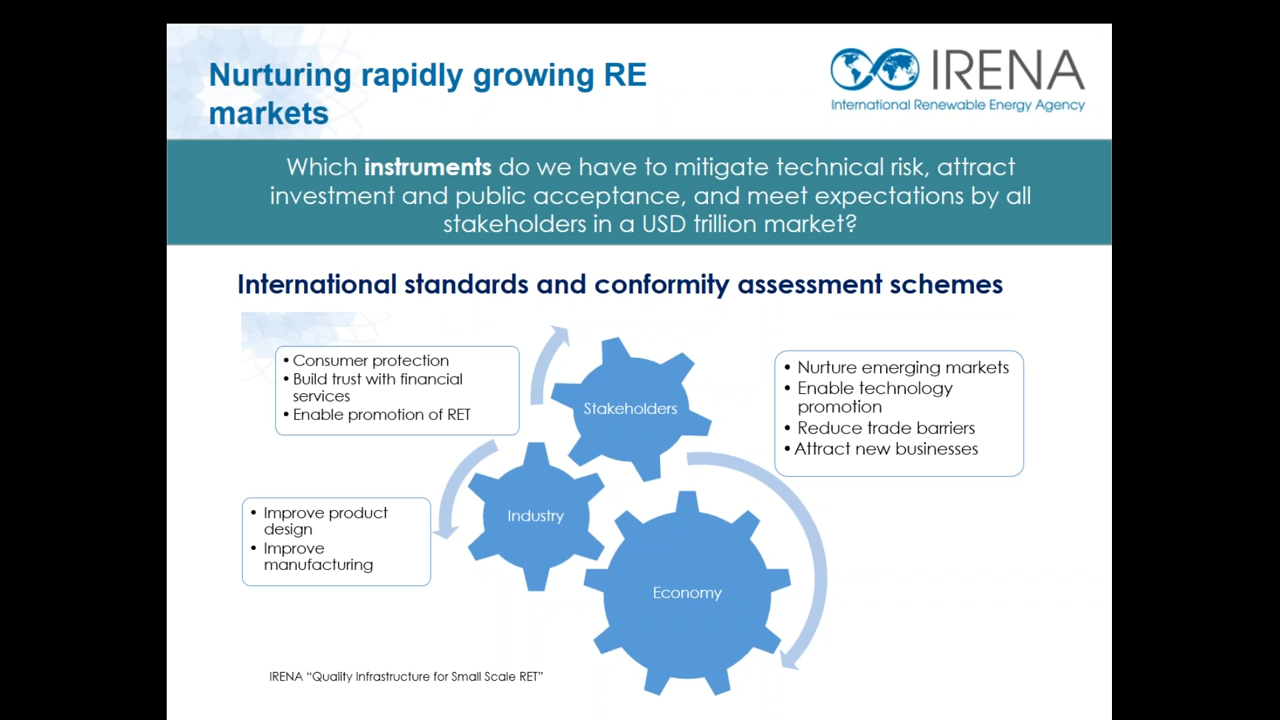 Nurturing rapidly growing RE
markets
IRENA
International Renewable Energy Agency
Which instruments do we have to mitigate technical risk, attract
investment and public acceptance, and meet expectations by all
stakeholders in a USD trillion market?
International standards and conformity assessment schemes
• Consumer protection
• Build trust with financial
services
• Enable promotion of RET
Stakeholders
• Nurture emerging markets
• Enable technology
promotion
• Reduce trade barriers
• Attract new businesses
• Improve product
design
• Improve
manufacturing
Industry
Economy
IRENA “Quality Infrastructure for Small Scale RET”